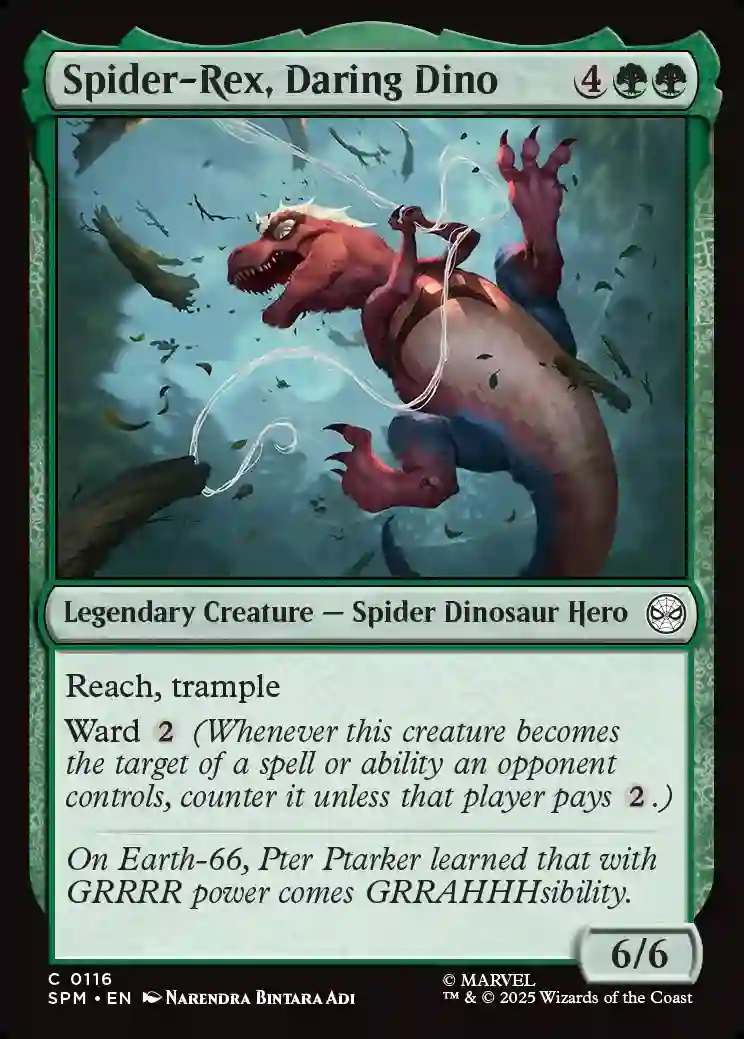 Spider-Rex, Daring Dino 4
Legendary Creature — Spider Dinosaur Hero
Reach, trample
Ward 2 (Whenever this creature becomes
the target of a spell or ability an opponent
controls, counter it unless that player pays 2.)
On Earth-66, Pter Ptarker learned that with
GRRRR power comes GRRAHHHsibility.
6/6
C 0116
SPM • EN Narendra Bintara Adi
© MARVEL
™ & © 2025 Wizards of the Coast